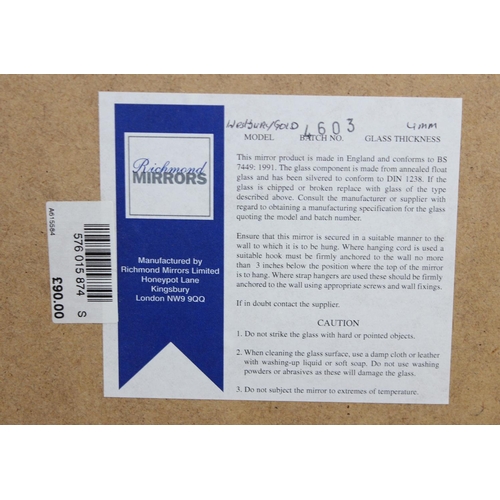 Richmond
MIRRORS
Manufactured by
Richmond Mirrors Limited
Honeypot Lane
Kingsbury
London NW9 9QQ
A615564
576 015 874 S
£90.00
4603 4MM
MODEL BATCH NO. GLASS THICKNESS
This mirror product is made in England and conforms to BS
7449: 1991. The glass component is made from annealed float
glass and has been silvered to conform to DIN 1238. If the
glass is chipped or broken replace with glass of the type
described above. Consult the manufacturer or supplier with
regard to obtaining a manufacturing specification for the glass
quoting the model and batch number.
Ensure that this mirror is secured in a suitable manner to the
wall to which it is to be hung. Where hanging cord is used a
suitable hook must be firmly anchored to the wall no more
than 3 inches below the position where the top of the mirror
is to hang. Where strap hangers are used these should be firmly
anchored to the wall using appropriate screws and wall fixings.
If in doubt contact the supplier.
CAUTION
1. Do not strike the glass with hard or pointed objects.
2. When cleaning the glass surface, use a damp cloth or leather
with washing-up liquid or soft soap. Do not use washing
powders or abrasives as these will damage the glass.
3. Do not subject the mirror to extremes of temperature.